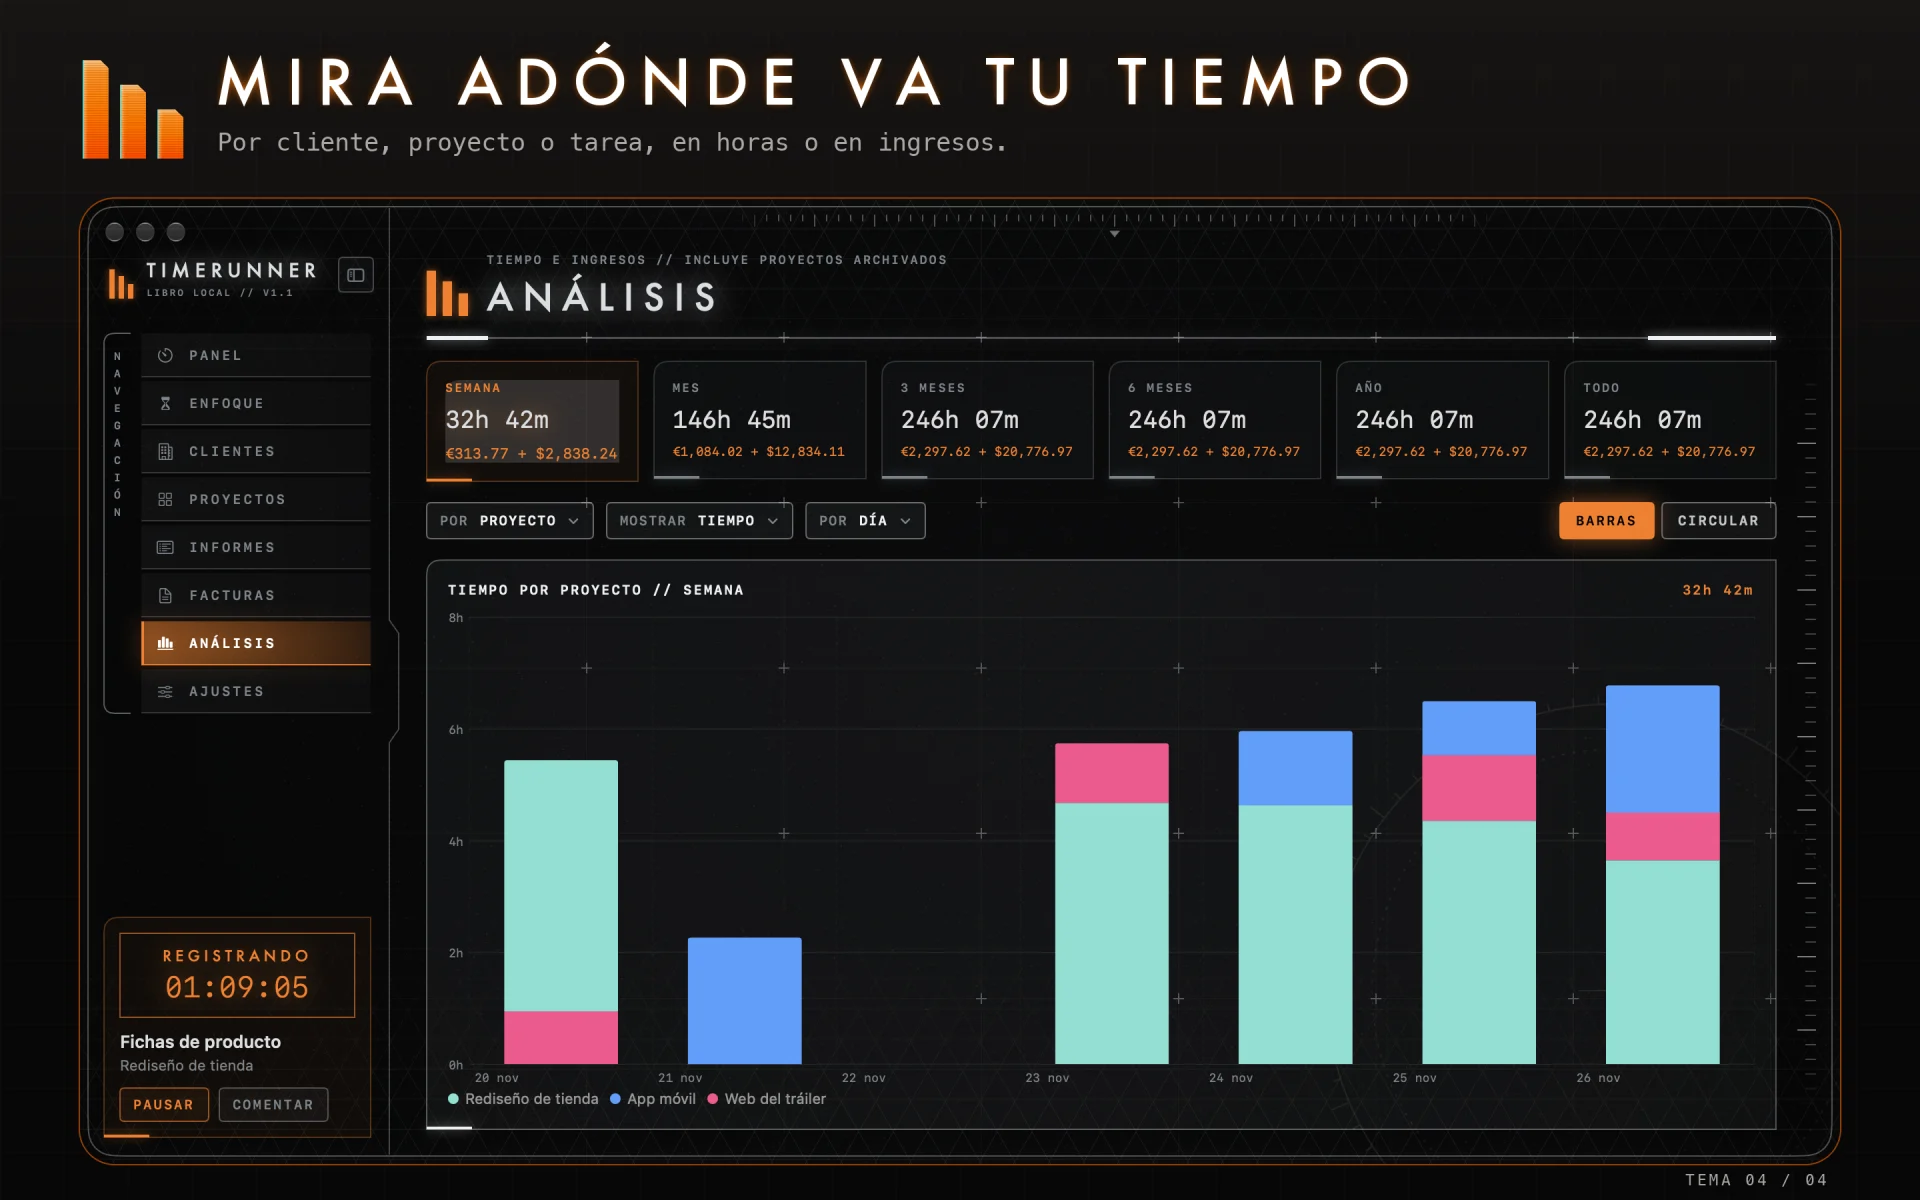 MIRA ADÓNDE VA TU TIEMPO
Por cliente, proyecto o tarea, en horas o en ingresos.
TIMERUNNER
LIBRO LOCAL // V1.1
NAVEGACIÓN
PANEL
ENFOQUE
CLIENTES
PROYECTOS
INFORMES
FACTURAS
ANÁLISIS
AJUSTES
REGISTRANDO
01:09:05
Fichas de producto
Rediseño de tienda
PAUSAR COMENTAR
TIEMPO E INGRESOS // INCLUYE PROYECTOS ARCHIVADOS
ANÁLISIS
SEMANA
32h 42m
€313.77 + $2,838.24
MES
146h 45m
€1,084.02 + $12,834.11
3 MESES
246h 07m
€2,297.62 + $20,776.97
6 MESES
246h 07m
€2,297.62 + $20,776.97
AÑO
246h 07m
€2,297.62 + $20,776.97
TODO
246h 07m
€2,297.62 + $20,776.97
POR PROYECTO MOSTRAR TIEMPO POR DÍA BARRAS CIRCULAR
TIEMPO POR PROYECTO // SEMANA 32h 42m
8h
6h
4h
2h
0h
20 nov 21 nov 22 nov 23 nov 24 nov 25 nov 26 nov
Rediseño de tienda App móvil Web del tráiler
TEMA 04 / 04